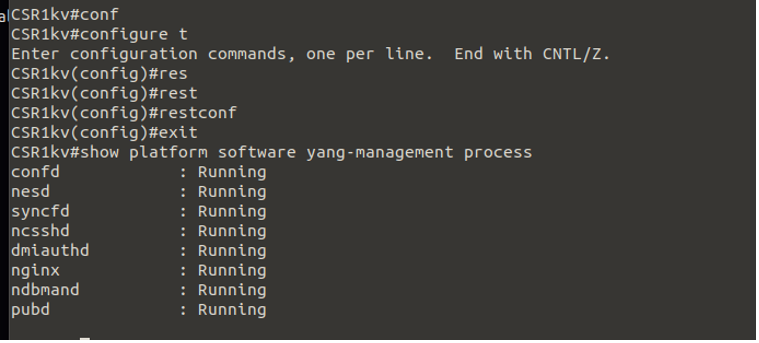 CSR1kv#conf
CSR1kv#configure t
Enter configuration commands, one per line.  End with CNTL/Z.
CSR1kv(config)#res
CSR1kv(config)#rest
CSR1kv(config)#restconf
CSR1kv(config)#exit
CSR1kv#show platform software yang-management process
confd            : Running
nesd             : Running
syncfd           : Running
ncsshd           : Running
dmiauthd         : Running
nginx            : Running
ndbmand          : Running
pubd             : Running